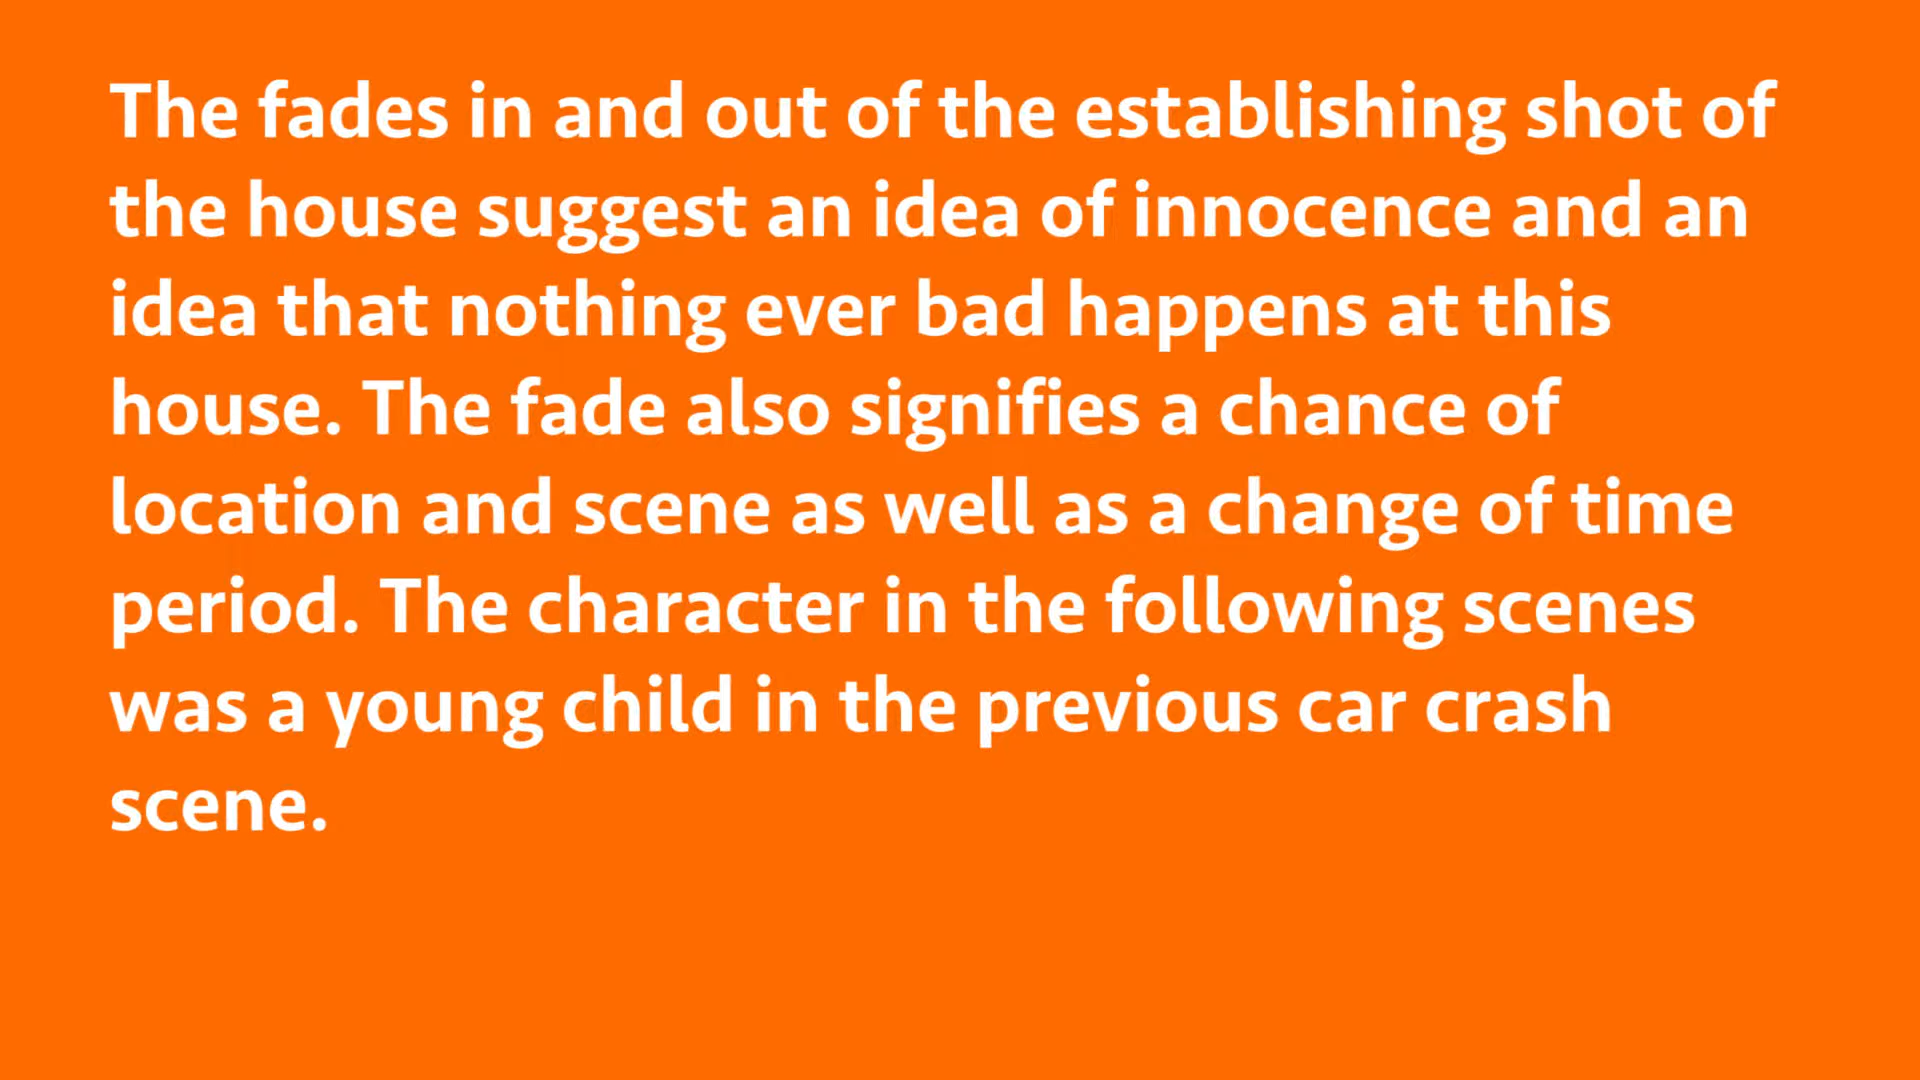 The fades in and out of the establishing shot of
the house suggest an idea of innocence and an
idea that nothing ever bad happens at this
house. The fade also signifies a chance of
location and scene as well as a change of time
period. The character in the following scenes
was a young child in the previous car crash
scene.